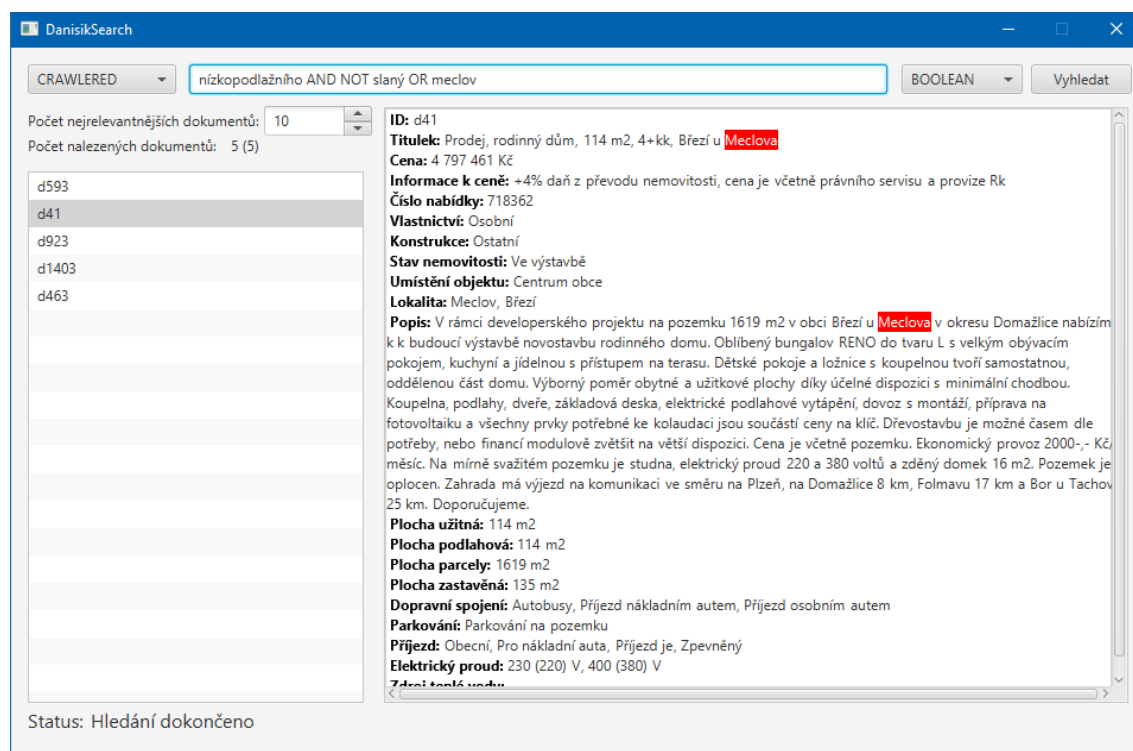 DanisikSearch
CRAWLERED nízkopodlažního AND NOT slaný OR meclov BOOLEAN Vyhledat
Počet nejrelevantnějších dokumentů: 10
Počet nalezených dokumentů: 5 (5)
d593
d41
d923
d1403
d463
ID: d41
Titulek: Prodej, rodinný dům, 114 m2, 4+kk, Březí u Meclova
Cena: 4 797 461 Kč
Informace k ceně: +4% daň z převodu nemovitosti, cena je včetně právního servisu a provize Rk
Číslo nabídky: 718362
Vlastnictví: Osobní
Konstrukce: Ostatní
Stav nemovitosti: Ve výstavbě
Umístění objektu: Centrum obce
Lokalita: Meclov, Březí
Popis: V rámci developerského projektu na pozemku 1619 m2 v obci Březí u Meclova v okresu Domažlice nabízím
k k budoucí výstavbě novostavbu rodinného domu. Oblíbený bungalov RENO do tvaru L s velkým obývacím
pokojem, kuchyní a jídelnou s přístupem na terasu. Dětské pokoje a ložnice s koupelnou tvoří samostatnou,
oddělenou část domu. Výborný poměr obytné a užitkové plochy díky účelné dispozici s minimální chodbou.
Koupelna, podlahy, dveře, základová deska, elektrické podlahové vytápění, dovoz s montáží, příprava na
fotovoltaiku a všechny prvky potřebné ke kolaudaci jsou součástí ceny na klíč. Dřevostavbu je možné časem dle
potřeby, nebo financí modulově zvětšit na větší dispozici. Cena je včetně pozemku. Ekonomický provoz 2000-,- Kč/
měsíc. Na mírně svažitém pozemku je studna, elektrický proud 220 a 380 voltů a zděný domek 16 m2. Pozemek je
oplocen. Zahrada má výjezd na komunikaci ve směru na Plzeň, na Domažlice 8 km, Folmavu 17 km a Bor u Tachov
25 km. Doporučujeme.
Plocha užitná: 114 m2
Plocha podlahová: 114 m2
Plocha parcely: 1619 m2
Plocha zastavěná: 135 m2
Dopravní spojení: Autobusy, Příjezd nákladním autem, Příjezd osobním autem
Parkování: Parkování na pozemku
Příjezd: Obecní, Pro nákladní auta, Příjezd je, Zpevněný
Elektrický proud: 230 (220) V, 400 (380) V
Zdroj teplé vody:
Status: Hledání dokončeno